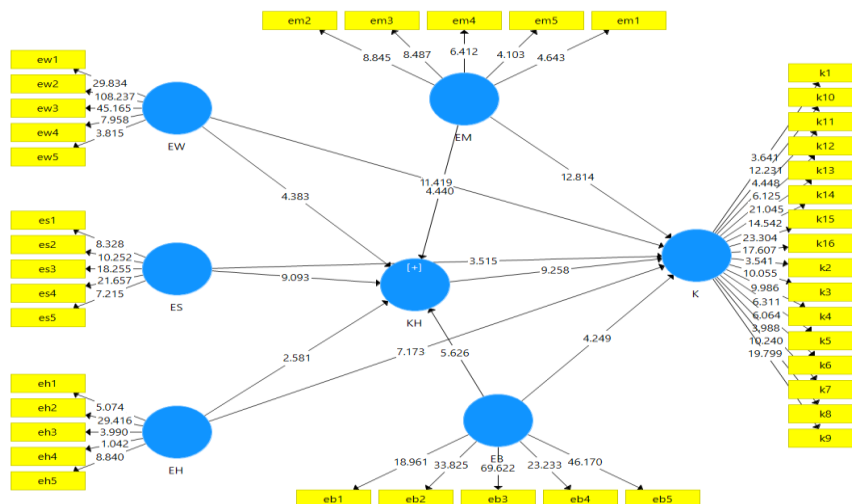 em2
em3
em4
em5
em1
8.845
8.487
6.412
4.103
4.643
EM
ew1
ew2
ew3
ew4
ew5
29.834
108.237
45.165
7.958
3.815
EW
4.383
11.419
4.440
12.814
es1
es2
es3
es4
es5
8.328
10.252
18.255
21.657
7.215
ES
9.093
3.515
[+]
KH
9.258
eh1
eh2
eh3
eh4
eh5
5.074
29.416
3.990
1.042
8.840
EH
2.581
7.173
5.626
4.249
EB
18.961
33.825
69.622
23.233
46.170
eb1
eb2
eb3
eb4
eb5
K
3.641
12.231
4.448
6.125
21.045
14.542
23.304
17.607
3.541
10.055
9.986
6.311
6.064
3.988
10.240
19.799
k1
k10
k11
k12
k13
k14
k15
k16
k2
k3
k4
k5
k6
k7
k8
k9